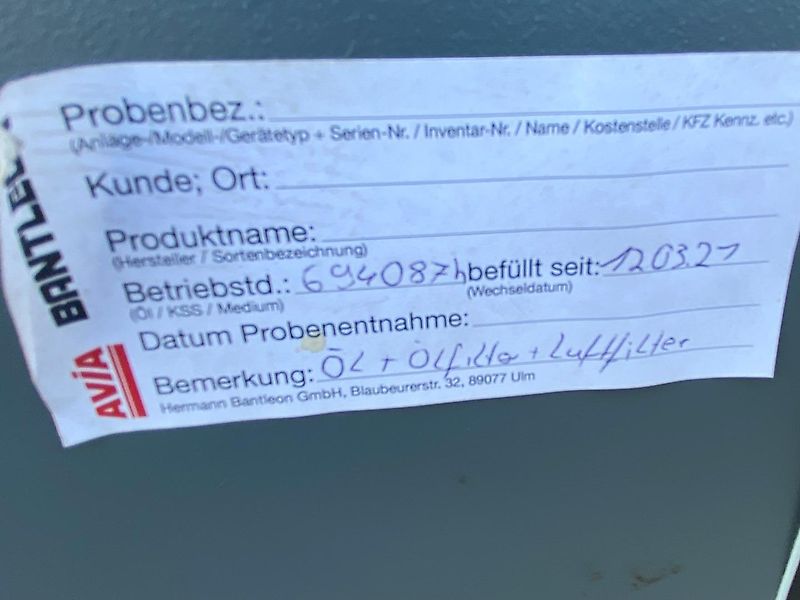 Probenbez.:
(Anlage-/Modell-/Gerätetyp + Serien-Nr. / Inventar-Nr. / Name / Kostenstelle / KFZ Kennz. etc.)
Kunde; Ort:
Produktname:
(Hersteller / Sortenbezeichnung)
Betriebstd.: 694087h befüllt seit: 12.03.21
(Öl / KSS / Medium) (Wechseldatum)
Datum Probenentnahme:
Bemerkung: ÖL + Ölfilter + Luftfilter
Hermann Bantleon GmbH, Blaubeurerstr. 32, 89077 Ulm
AVIA BANTLEO